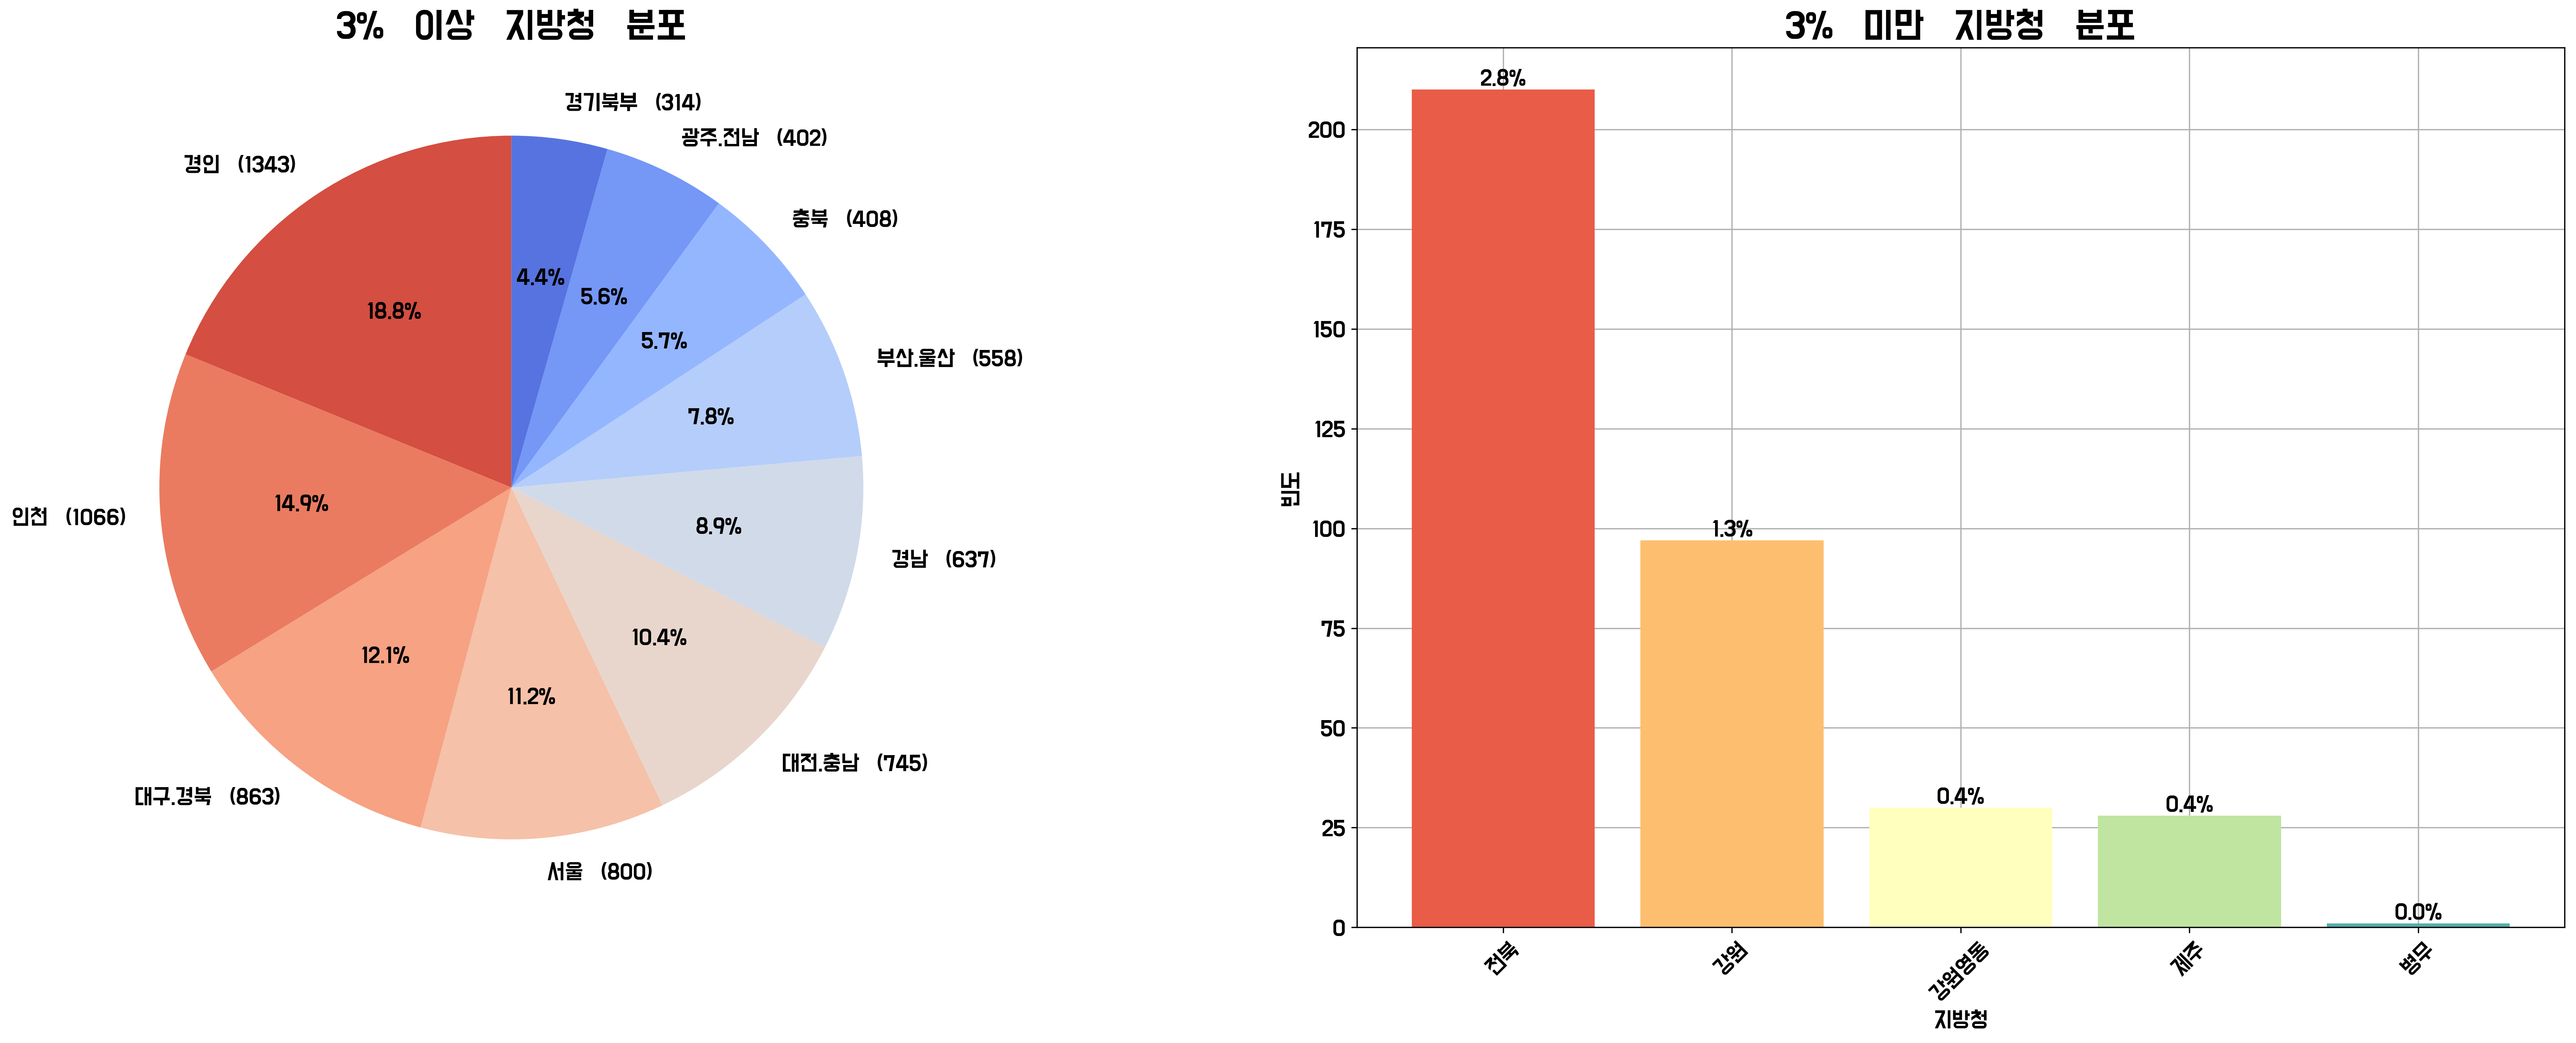 3% 이상 지방청 분포
경기북부 (314)
광주.전남 (402)
경인 (1343)
충북 (408)
4.4%
5.6%
18.8%
5.7%
부산.울산 (558)
7.8%
14.9%
인천 (1066)
8.9%
경남 (637)
10.4%
12.1%
11.2%
대전.충남 (745)
대구.경북 (863)
서울 (800)
3% 미만 지방청 분포
2.8%
200
175
150
125
빈도
100
1.3%
75
50
0.4%
0.4%
25
0.0%
0
전북
강원
강원영동
제주
병무
지방청